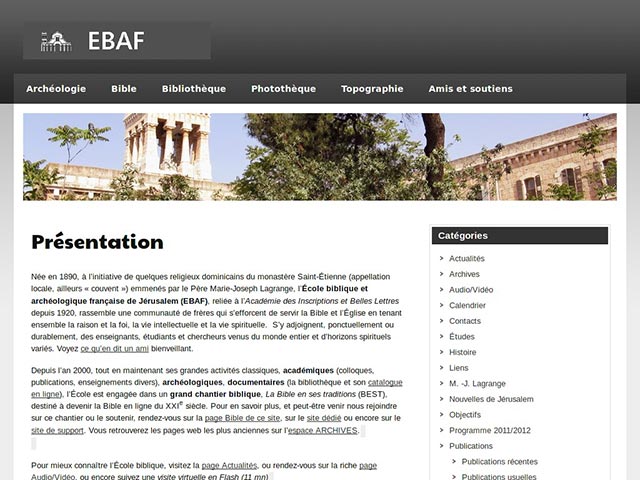 EBAF
Archéologie Bible Bibliothèque Photothèque Topographie Amis et soutiens
Présentation
Née en 1890, à l'initiative de quelques religieux dominicains du monastère Saint-Étienne (appellation
locale, ailleurs « couvent ») emmenés par le Père Marie-Joseph Lagrange, l'École biblique et
archéologique française de Jérusalem (EBAF), reliée à l'Académie des Inscriptions et Belles Lettres
depuis 1920, rassemble une communauté de frères qui s'efforcent de servir la Bible et l'Église en tenant
ensemble la raison et la foi, la vie intellectuelle et la vie spirituelle. S'y adjoignent, ponctuellement ou
durablement, des enseignants, étudiants et chercheurs venus du monde entier et d'horizons spirituels
variés. Voyez ce qu'en dit un ami bienveillant.
Depuis l'an 2000, tout en maintenant ses grandes activités classiques, académiques (colloques,
publications, enseignements divers), archéologiques, documentaires (la bibliothèque et son catalogue
en ligne), l'École est engagée dans un grand chantier biblique, La Bible en ses traditions (BEST),
destiné à devenir la Bible en ligne du XXIe siècle. Pour en savoir plus, et peut-être venir nous rejoindre
sur ce chantier ou le soutenir, rendez-vous sur la page Bible de ce site, sur le site dédié ou encore sur le
site de support. Vous retrouverez les pages web les plus anciennes sur l'espace ARCHIVES.
Pour mieux connaître l'École biblique, visitez la page Actualités, ou rendez-vous sur la riche page
Audio/Vidéo, ou encore suivez une visite virtuelle en Flash (11 mn)
Catégories
Actualités
Archives
Audio/Vidéo
Calendrier
Contacts
Études
Histoire
Liens
M. -J. Lagrange
Nouvelles de Jérusalem
Objectifs
Programme 2011/2012
Publications
Publications récentes
Publications usuelles